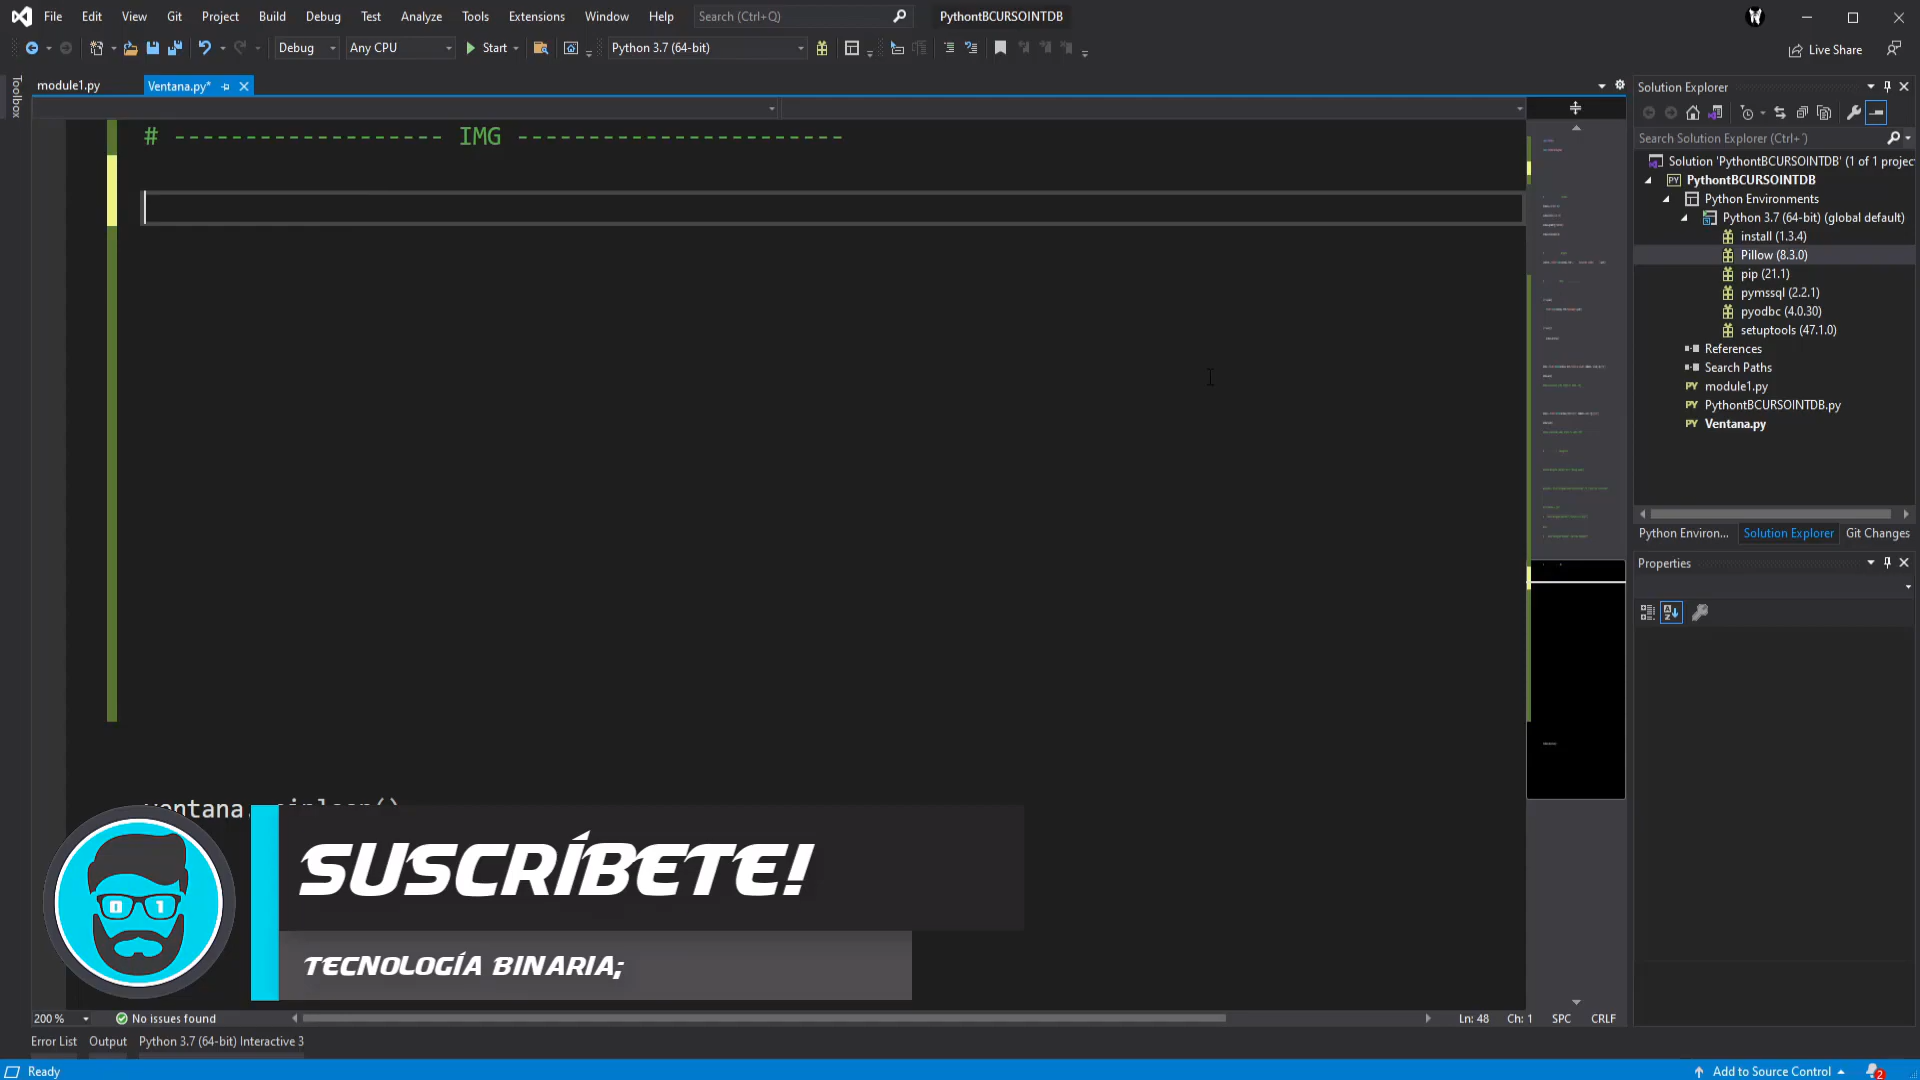 File Edit View Git Project Build Debug Test Analyze Tools Extensions Window Help Search (Ctrl+Q) PythontBCURSOINTDB
Debug Any CPU Start Python 3.7 (64-bit) Live Share
Toolbox
module1.py Ventana.py*
# ------------------- IMG -----------------------
SUSCRÍBETE!
TECNOLOGÍA BINARIA;
0 1
200 % No issues found Ln: 48 Ch: 1 SPC CRLF
Error List Output Python 3.7 (64-bit) Interactive 3
Ready Add to Source Control 2
Solution Explorer
Search Solution Explorer (Ctrl+´)
Solution 'PythontBCURSOINTDB' (1 of 1 projec
PythontBCURSOINTDB
Python Environments
Python 3.7 (64-bit) (global default)
install (1.3.4)
Pillow (8.3.0)
pip (21.1)
pymssql (2.2.1)
pyodbc (4.0.30)
setuptools (47.1.0)
References
Search Paths
module1.py
PythontBCURSOINTDB.py
Ventana.py
Python Environ... Solution Explorer Git Changes
Properties